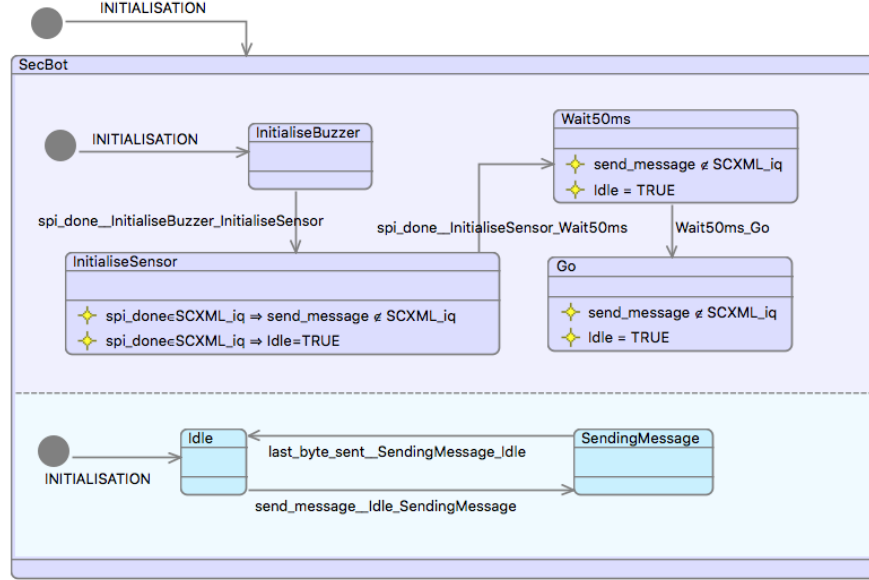 INITIALISATION
SecBot
INITIALISATION
InitialiseBuzzer
Wait50ms
send_message ∉ SCXML_iq
Idle = TRUE
spi_done__InitialiseBuzzer_InitialiseSensor
spi_done__InitialiseSensor_Wait50ms
Wait50ms_Go
InitialiseSensor
spi_done∈SCXML_iq ⇒ send_message ∉ SCXML_iq
spi_done∈SCXML_iq ⇒ Idle=TRUE
Go
send_message ∉ SCXML_iq
Idle = TRUE
INITIALISATION
Idle
SendingMessage
last_byte_sent__SendingMessage_Idle
send_message__Idle_SendingMessage